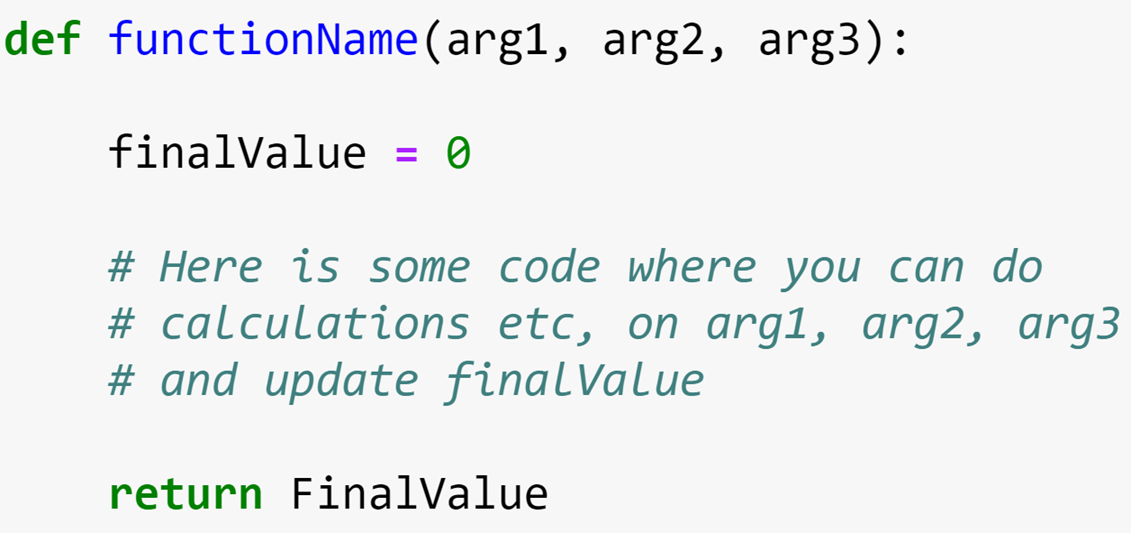 def functionName(arg1, arg2, arg3):
finalValue = 0
# Here is some code where you can do
# calculations etc, on arg1, arg2, arg3
# and update finalValue
return FinalValue